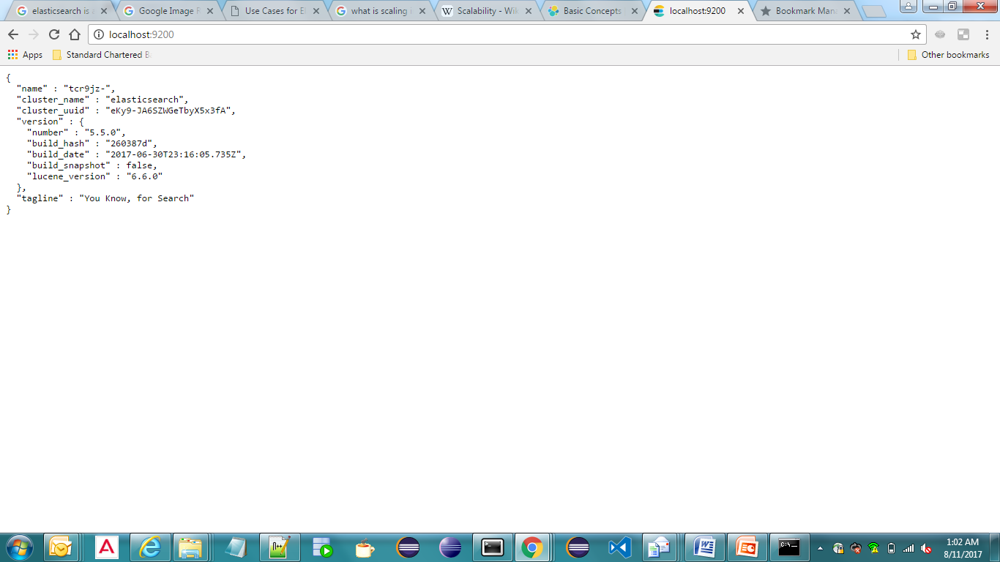 elasticsearch is a
Google Image R
Use Cases for El
what is scaling i
Scalability - Wik
Basic Concepts
localhost:9200
Bookmark Mana
localhost:9200
Apps
Standard Chartered Ba
Other bookmarks
{
  "name" : "tcr9jz-",
  "cluster_name" : "elasticsearch",
  "cluster_uuid" : "eKy9-JA6SZWGeTbyX5x3fA",
  "version" : {
    "number" : "5.5.0",
    "build_hash" : "260387d",
    "build_date" : "2017-06-30T23:16:05.735Z",
    "build_snapshot" : false,
    "lucene_version" : "6.6.0"
  },
  "tagline" : "You Know, for Search"
}
1:02 AM
8/11/2017